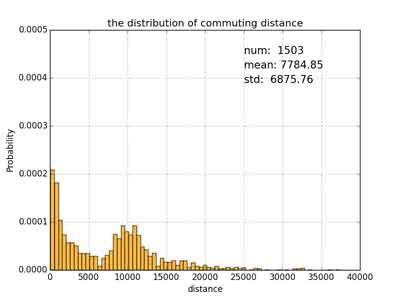 the distribution of commuting distance
0.0005
0.0004
0.0003
0.0002
0.0001
0.0000
Probability
num: 1503
mean: 7784.85
std: 6875.76
0 5000 10000 15000 20000 25000 30000 35000 40000
distance